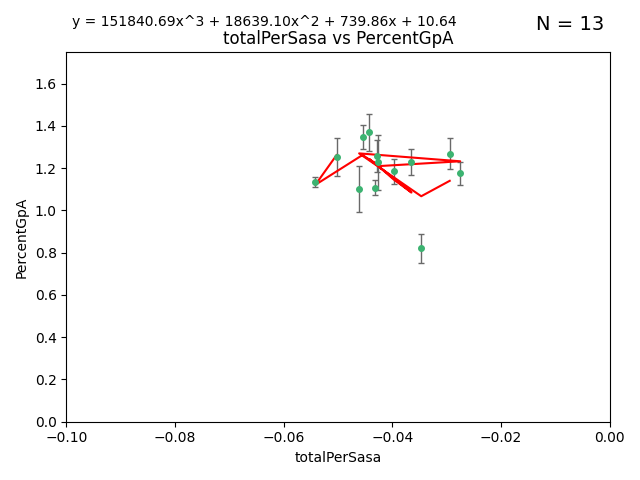 y = 151840.69x^3 + 18639.10x^2 + 739.86x + 10.64
N = 13
totalPerSasa vs PercentGpA
PercentGpA
1.6
1.4
1.2
1.0
0.8
0.6
0.4
0.2
0.0
−0.10 −0.08 −0.06 −0.04 −0.02 0.00
totalPerSasa